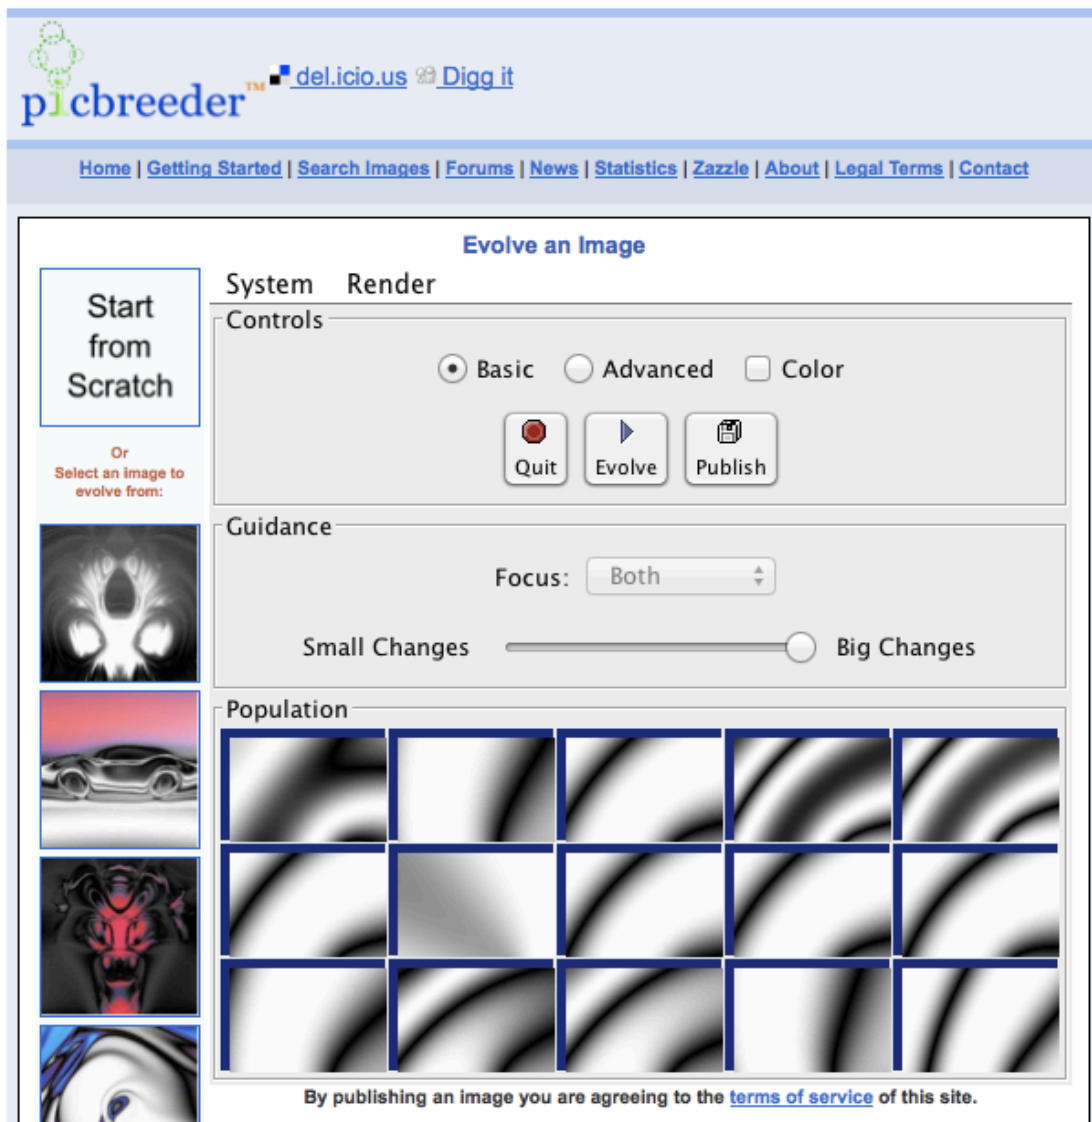 picbreeder™ del.icio.us Digg it
Home | Getting Started | Search Images | Forums | News | Statistics | Zazzle | About | Legal Terms | Contact
Evolve an Image
Start
from
Scratch
Or
Select an image to
evolve from:
System Render
Controls
Basic Advanced Color
Quit Evolve Publish
Guidance
Focus: Both
Small Changes Big Changes
Population
By publishing an image you are agreeing to the terms of service of this site.